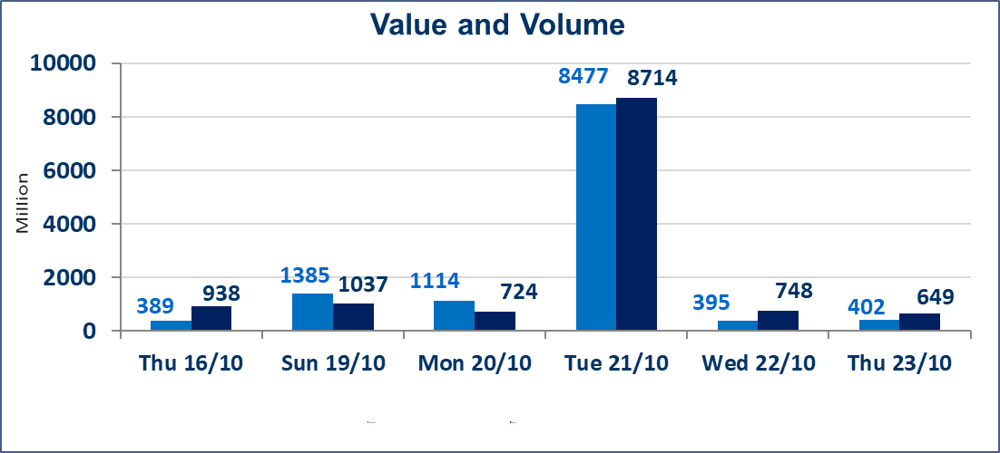 Value and Volume
10000
8000
6000
4000
2000
0
Million
389
938
1385
1037
1114
724
8477
8714
395
748
402
649
Thu 16/10
Sun 19/10
Mon 20/10
Tue 21/10
Wed 22/10
Thu 23/10